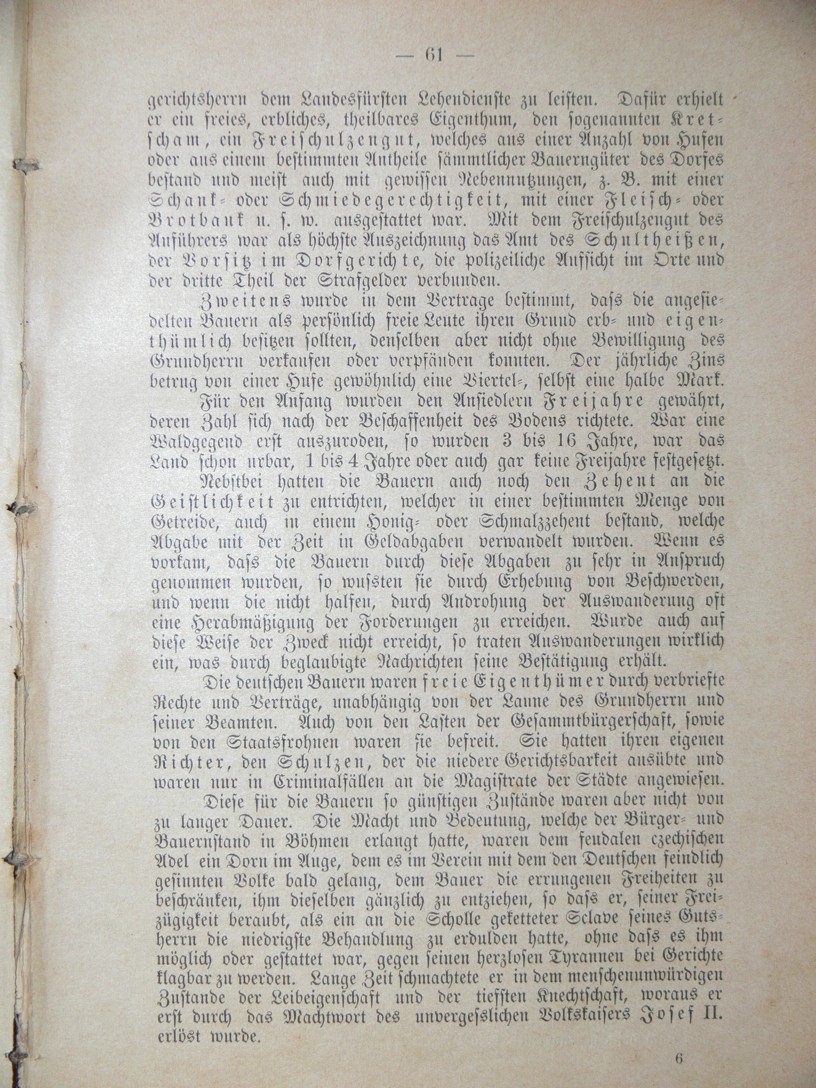 — 61 —
gerichtsherrn dem Landesfürsten Lehendienste zu leisten. Dafür erhielt
er ein freies, erbliches, theilbares Eigenthum, den sogenannten Kret-
scham, ein Freischulzengut, welches aus einer Anzahl von Hufen
oder aus einem bestimmten Antheile sämmtlicher Bauerngüter des Dorfes
bestand und meist auch mit gewissen Nebennutzungen, z. B. mit einer
Schank- oder Schmiedegerechtigkeit, mit einer Fleisch- oder
Brotbank u. s. w. ausgestattet war. Mit dem Freischulzengut des
Anführers war als höchste Auszeichnung das Amt des Schultheißen,
der Vorsitz im Dorfgerichte, die polizeiliche Aufsicht im Orte und
der dritte Theil der Strafgelder verbunden.
Zweitens wurde in dem Vertrage bestimmt, dass die angesie-
delten Bauern als persönlich freie Leute ihren Grund erb- und eigen-
thümlich besitzen sollten, denselben aber nicht ohne Bewilligung des
Grundherrn verkaufen oder verpfänden konnten. Der jährliche Zins
betrug von einer Hufe gewöhnlich eine Viertel-, selbst eine halbe Mark.
Für den Anfang wurden den Ansiedlern Freijahre gewährt,
deren Zahl sich nach der Beschaffenheit des Bodens richtete. War eine
Waldgegend erst auszuroden, so wurden 3 bis 16 Jahre, war das
Land schon urbar, 1 bis 4 Jahre oder auch gar keine Freijahre festgesetzt.
Nebstbei hatten die Bauern auch noch den Zehent an die
Geistlichkeit zu entrichten, welcher in einer bestimmten Menge von
Getreide, auch in einem Honig- oder Schmalzzehent bestand, welche
Abgabe mit der Zeit in Geldabgaben verwandelt wurden. Wenn es
vorkam, dass die Bauern durch diese Abgaben zu sehr in Anspruch
genommen wurden, so wussten sie durch Erhebung von Beschwerden,
und wenn die nicht halfen, durch Androhung der Auswanderung oft
eine Herabmäßigung der Forderungen zu erreichen. Wurde auch auf
diese Weise der Zweck nicht erreicht, so traten Auswanderungen wirklich
ein, was durch beglaubigte Nachrichten seine Bestätigung erhält.
Die deutschen Bauern waren freie Eigenthümer durch verbriefte
Rechte und Verträge, unabhängig von der Laune des Grundherrn und
seiner Beamten. Auch von den Lasten der Gesammtbürgerschaft, sowie
von den Staatsfrohnen waren sie befreit. Sie hatten ihren eigenen
Richter, den Schulzen, der die niedere Gerichtsbarkeit ausübte und
waren nur in Criminalfällen an die Magistrate der Städte angewiesen.
Diese für die Bauern so günstigen Zustände waren aber nicht von
zu langer Dauer. Die Macht und Bedeutung, welche der Bürger- und
Bauernstand in Böhmen erlangt hatte, waren dem feudalen czechischen
Adel ein Dorn im Auge, dem es im Verein mit dem den Deutschen feindlich
gesinnten Volke bald gelang, dem Bauer die errungenen Freiheiten zu
beschränken, ihm dieselben gänzlich zu entziehen, so dass er, seiner Frei-
zügigkeit beraubt, als ein an die Scholle geketteter Sclave seines Guts-
herrn die niedrigste Behandlung zu erdulden hatte, ohne dass es ihm
möglich oder gestattet war, gegen seinen herzlosen Tyrannen bei Gerichte
klagbar zu werden. Lange Zeit schmachtete er in dem menschenunwürdigen
Zustande der Leibeigenschaft und der tiefsten Knechtschaft, woraus er
erst durch das Machtwort des unvergesslichen Volkskaisers Josef II.
erlöst wurde.
6